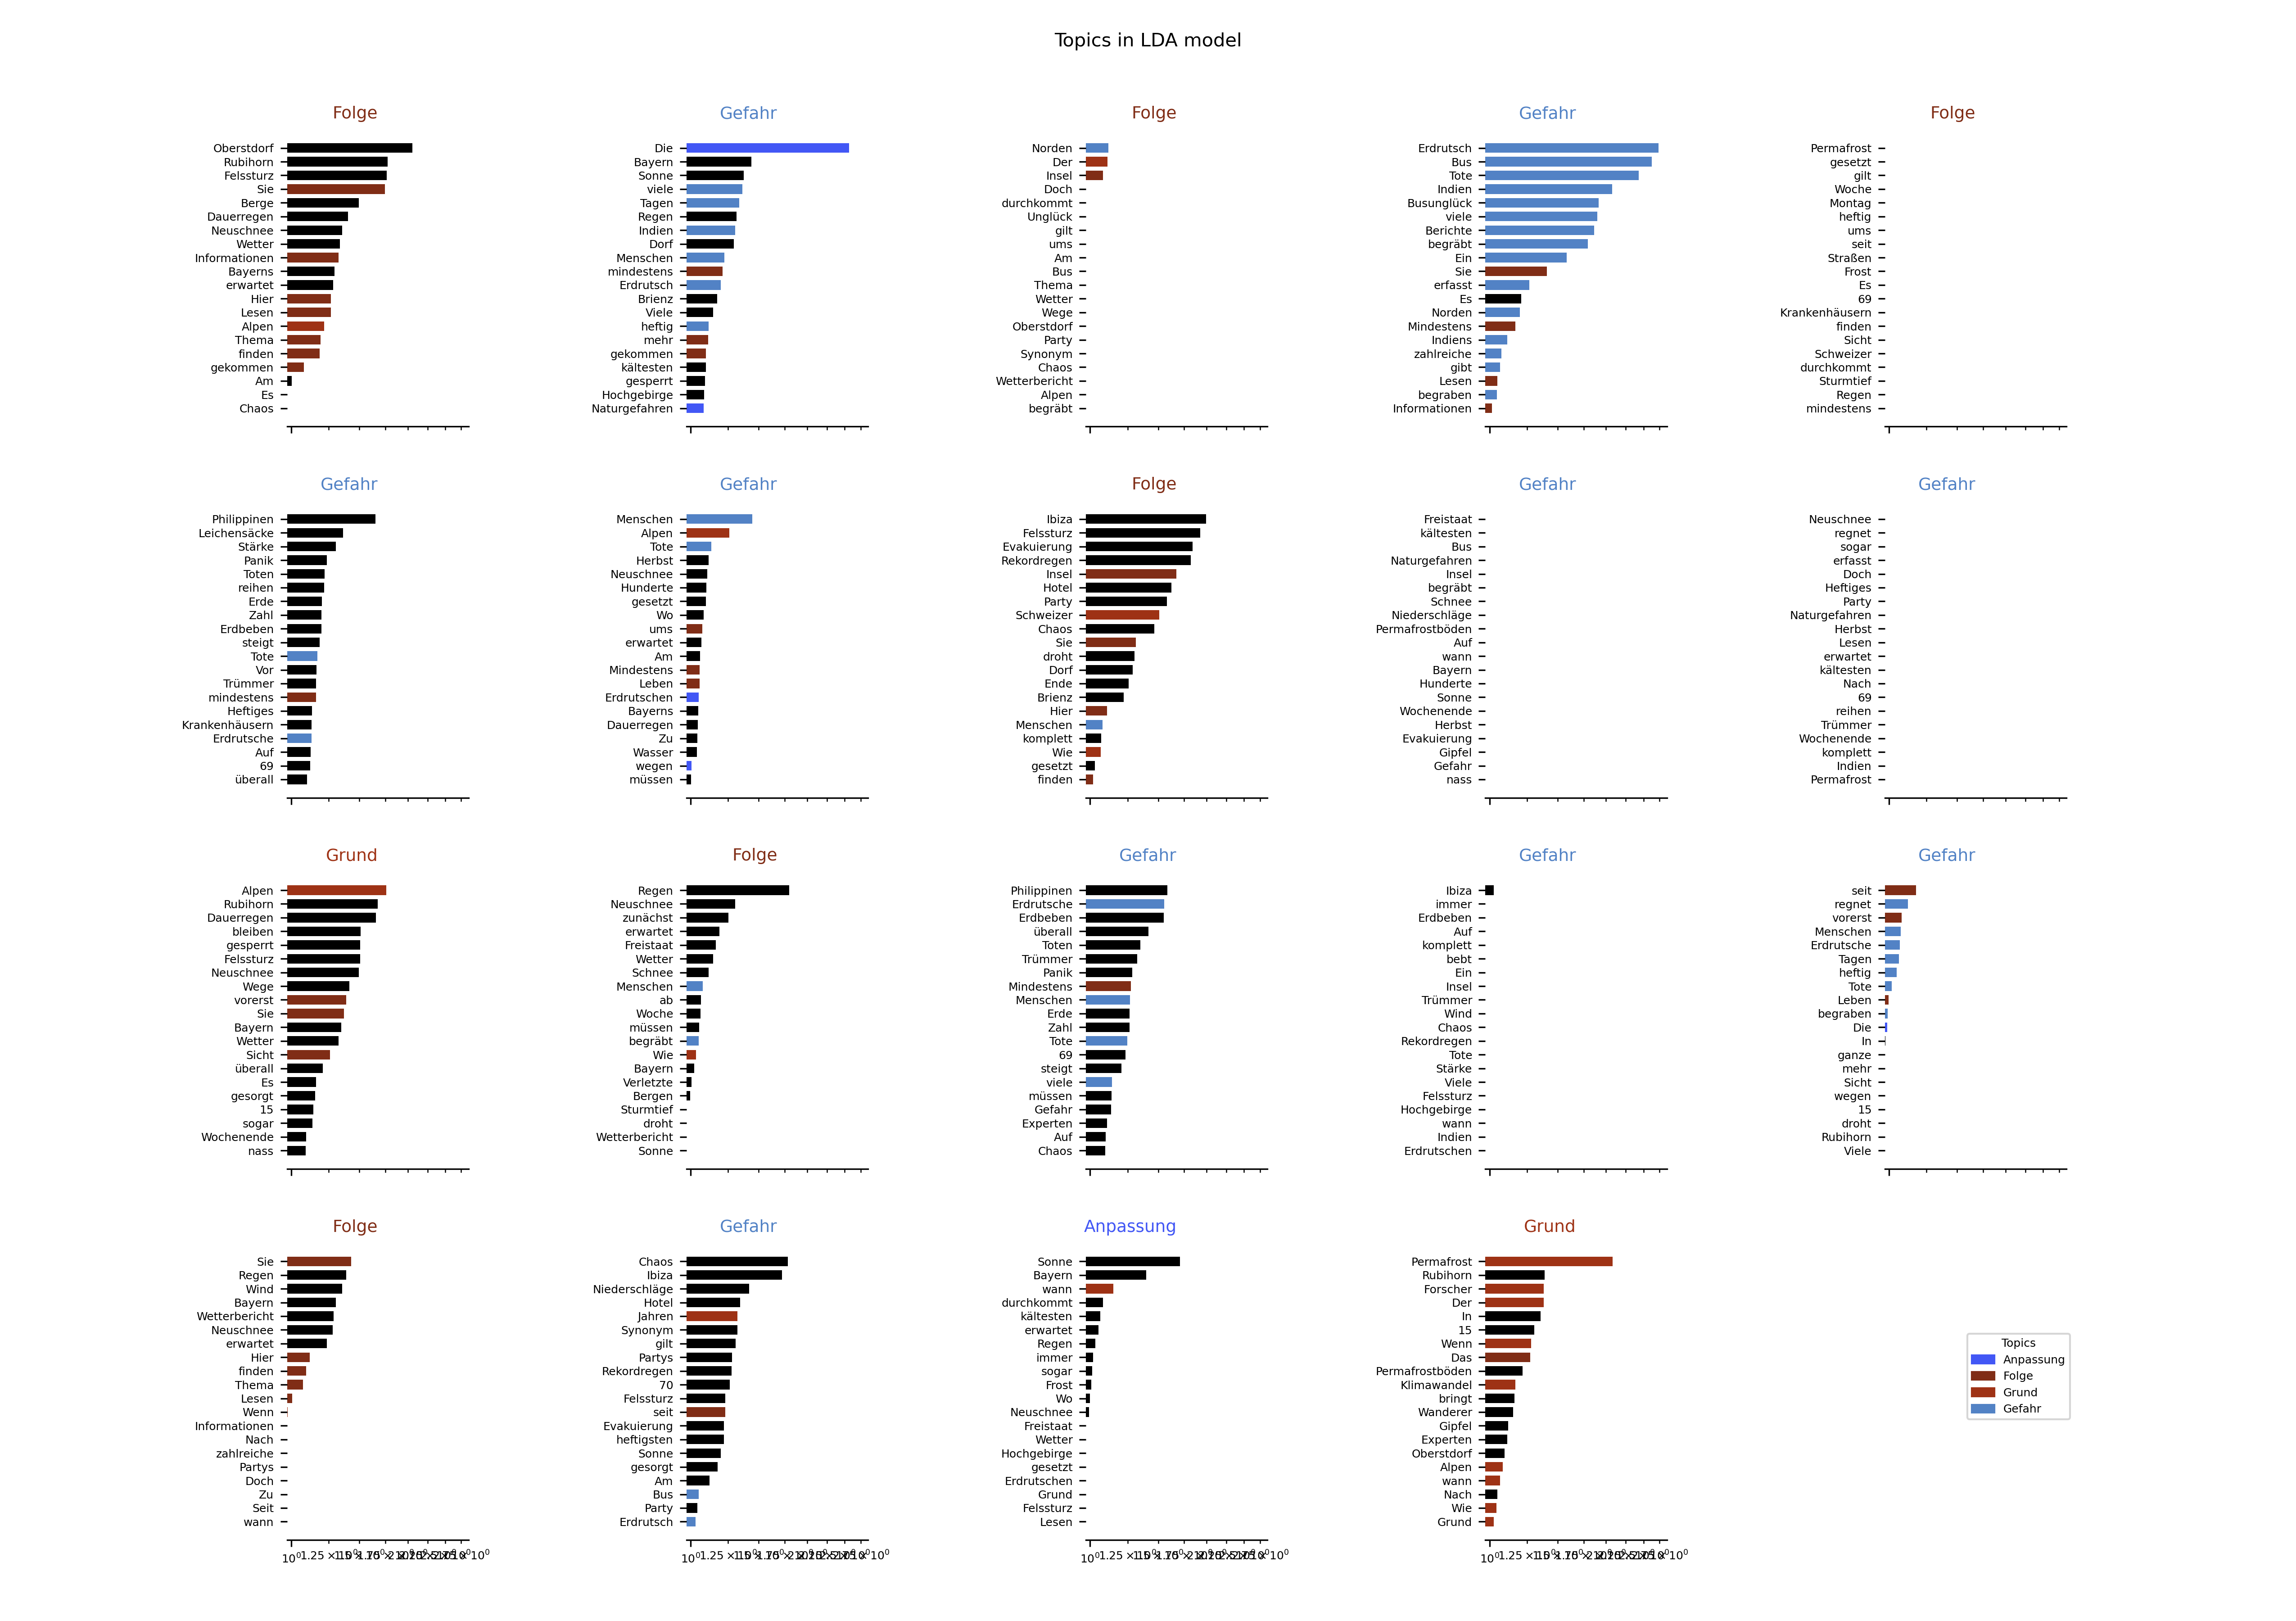 Topics in LDA model
Folge
Oberstdorf
Rubihorn
Felssturz
Sie
Berge
Dauerregen
Neuschnee
Wetter
Informationen
Bayerns
erwartet
Hier
Lesen
Alpen
Thema
finden
gekommen
Am
Es
Chaos
Gefahr
Die
Bayern
Sonne
viele
Tagen
Regen
Indien
Dorf
Menschen
mindestens
Erdrutsch
Brienz
Viele
heftig
mehr
gekommen
kältesten
gesperrt
Hochgebirge
Naturgefahren
Folge
Norden
Der
Insel
Doch
durchkommt
Unglück
gilt
ums
Am
Bus
Thema
Wetter
Wege
Oberstdorf
Party
Synonym
Chaos
Wetterbericht
Alpen
begräbt
Gefahr
Erdrutsch
Bus
Tote
Indien
Busunglück
viele
Berichte
begräbt
Ein
Sie
erfasst
Es
Norden
Mindestens
Indiens
zahlreiche
gibt
Lesen
begraben
Informationen
Folge
Permafrost
gesetzt
gilt
Woche
Montag
heftig
ums
seit
Straßen
Frost
Es
69
Krankenhäusern
finden
Sicht
Schweizer
durchkommt
Sturmtief
Regen
mindestens
Gefahr
Philippinen
Leichensäcke
Stärke
Panik
Toten
reihen
Erde
Zahl
Erdbeben
steigt
Tote
Vor
Trümmer
mindestens
Heftiges
Krankenhäusern
Erdrutsche
Auf
69
überall
Gefahr
Menschen
Alpen
Tote
Herbst
Neuschnee
Hunderte
gesetzt
Wo
ums
erwartet
Am
Mindestens
Leben
Erdrutschen
Bayerns
Dauerregen
Zu
Wasser
wegen
müssen
Folge
Ibiza
Felssturz
Evakuierung
Rekordregen
Insel
Hotel
Party
Schweizer
Chaos
Sie
droht
Dorf
Ende
Brienz
Hier
Menschen
komplett
Wie
gesetzt
finden
Gefahr
Freistaat
kältesten
Bus
Naturgefahren
Insel
begräbt
Schnee
Niederschläge
Permafrostböden
Auf
wann
Bayern
Hunderte
Sonne
Wochenende
Herbst
Evakuierung
Gipfel
Gefahr
nass
Gefahr
Neuschnee
regnet
sogar
erfasst
Doch
Heftiges
Party
Naturgefahren
Herbst
Lesen
erwartet
kältesten
Nach
69
reihen
Trümmer
Wochenende
komplett
Indien
Permafrost
Grund
Alpen
Rubihorn
Dauerregen
bleiben
gesperrt
Felssturz
Neuschnee
Wege
vorerst
Sie
Bayern
Wetter
Sicht
überall
Es
gesorgt
15
sogar
Wochenende
nass
Folge
Regen
Neuschnee
zunächst
erwartet
Freistaat
Wetter
Schnee
Menschen
ab
Woche
müssen
begräbt
Wie
Bayern
Verletzte
Bergen
Sturmtief
droht
Wetterbericht
Sonne
Gefahr
Philippinen
Erdrutsche
Erdbeben
überall
Toten
Trümmer
Panik
Mindestens
Menschen
Erde
Zahl
Tote
69
steigt
viele
müssen
Gefahr
Experten
Auf
Chaos
Gefahr
Ibiza
immer
Erdbeben
Auf
komplett
bebt
Ein
Insel
Trümmer
Wind
Chaos
Rekordregen
Tote
Stärke
Viele
Felssturz
Hochgebirge
wann
Indien
Erdrutschen
Gefahr
seit
regnet
vorerst
Menschen
Erdrutsche
Tagen
heftig
Tote
Leben
begraben
Die
In
ganze
mehr
Sicht
wegen
15
droht
Rubihorn
Viele
Folge
Sie
Regen
Wind
Bayern
Wetterbericht
Neuschnee
erwartet
Hier
finden
Thema
Lesen
Wenn
Informationen
Nach
zahlreiche
Partys
Doch
Zu
Seit
wann
Gefahr
Chaos
Ibiza
Niederschläge
Hotel
Jahren
Synonym
gilt
Partys
Rekordregen
70
Felssturz
seit
Evakuierung
heftigsten
Sonne
gesorgt
Am
Bus
Party
Erdrutsch
Anpassung
Sonne
Bayern
wann
durchkommt
kältesten
erwartet
Regen
immer
sogar
Frost
Wo
Neuschnee
Freistaat
Wetter
Hochgebirge
gesetzt
Erdrutschen
Grund
Felssturz
Lesen
Grund
Permafrost
Rubihorn
Forscher
Der
In
15
Wenn
Das
Permafrostböden
Klimawandel
bringt
Wanderer
Gipfel
Experten
Oberstdorf
Alpen
wann
Nach
Wie
Grund
Topics
Anpassung
Folge
Grund
Gefahr